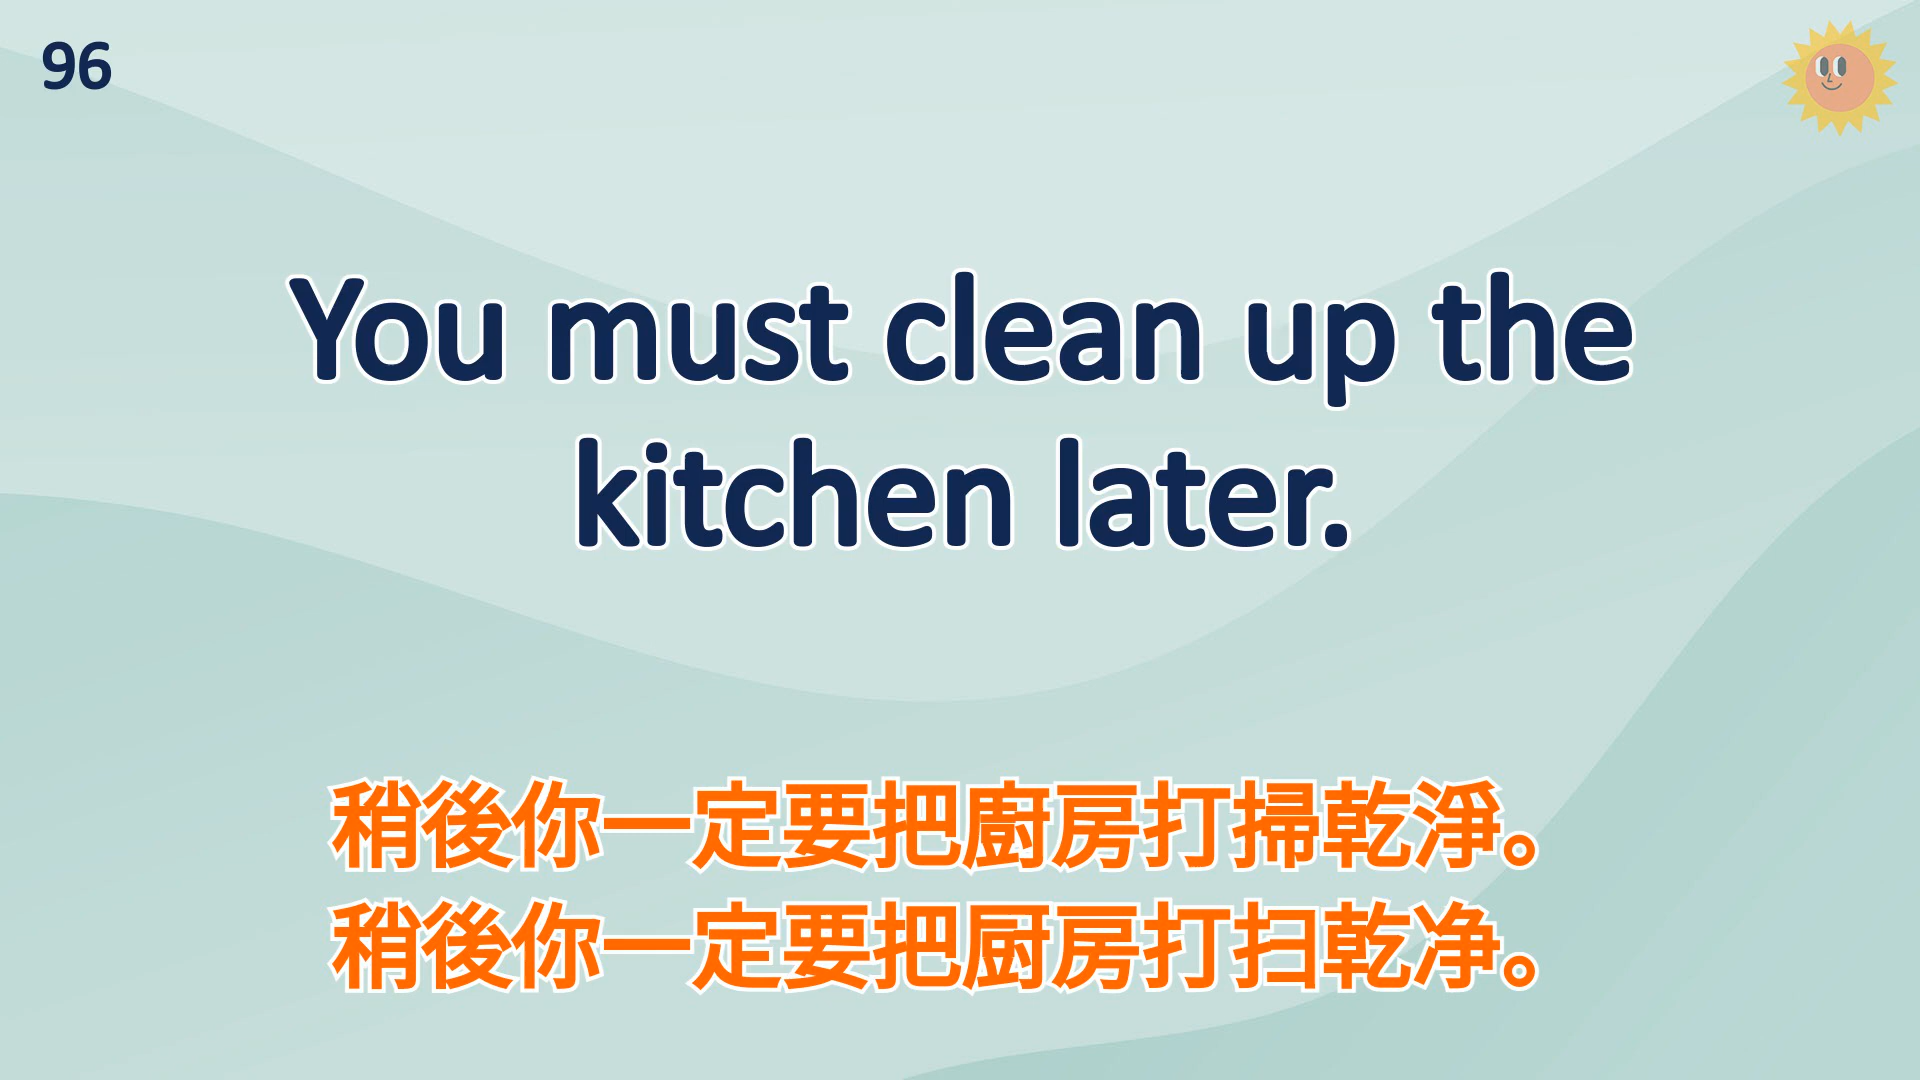 96
You must clean up the
kitchen later.
稍後你一定要把廚房打掃乾淨。
稍後你一定要把厨房打扫乾净。